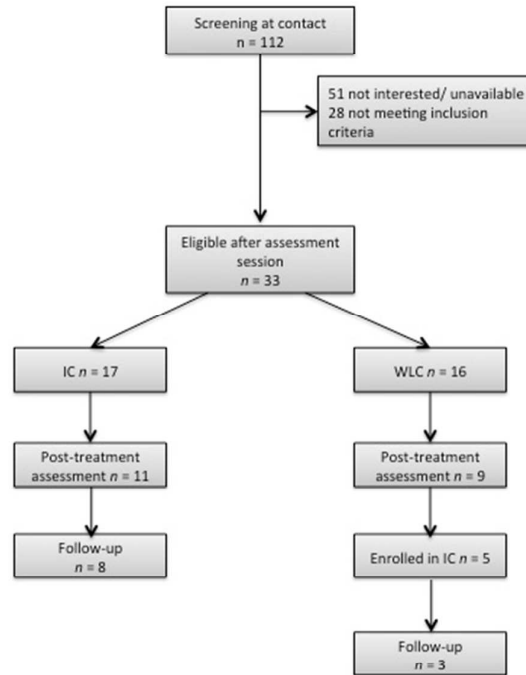 Screening at contact
n = 112
51 not interested/ unavailable
28 not meeting inclusion
criteria
Eligible after assessment
session
n = 33
IC n = 17
WLC n = 16
Post-treatment
assessment n = 11
Post-treatment
assessment n = 9
Follow-up
n = 8
Enrolled in IC n = 5
Follow-up
n = 3